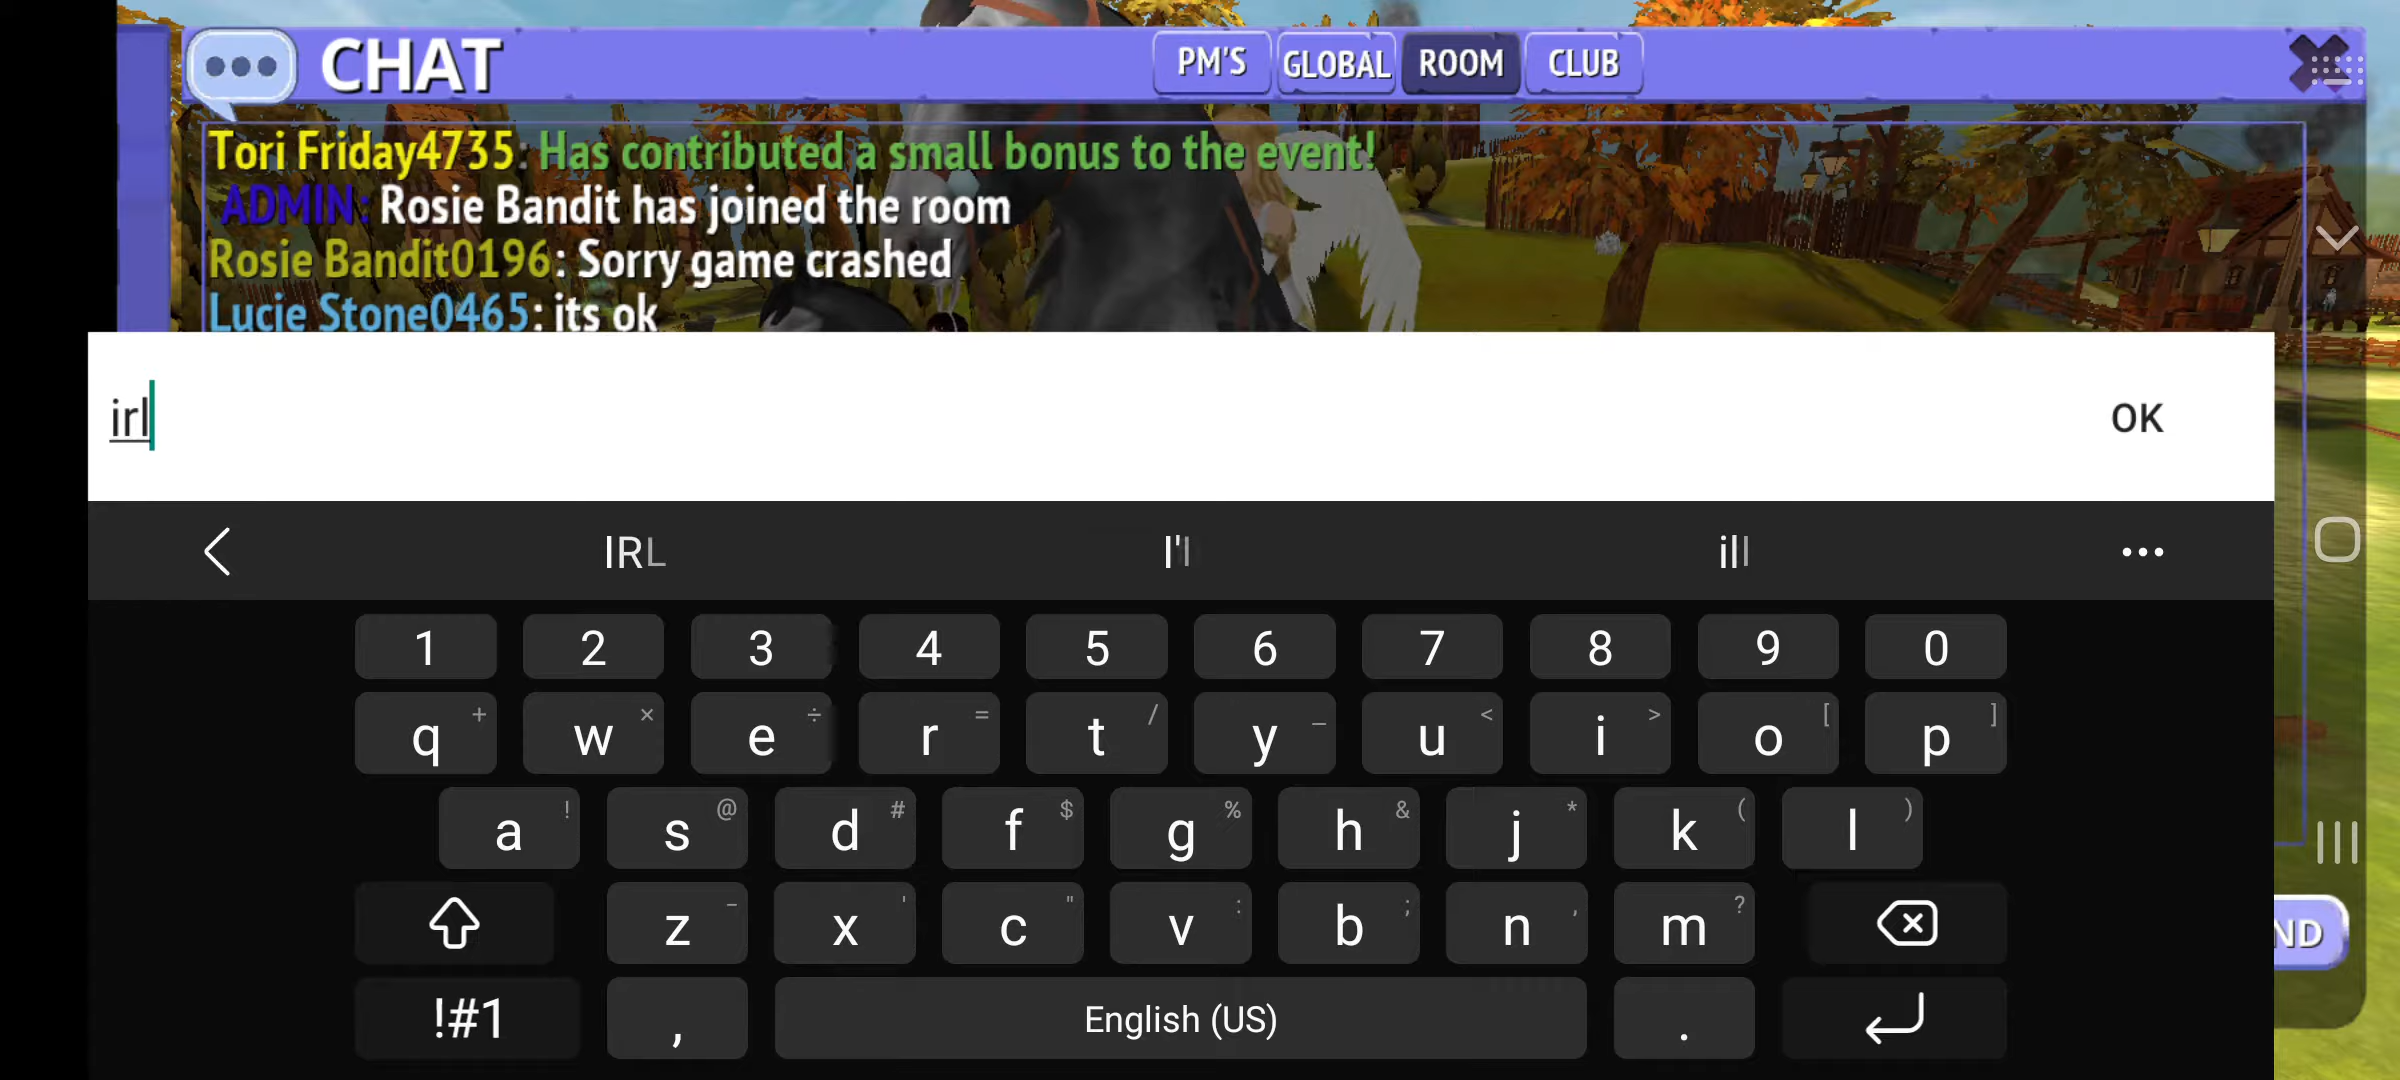 CHAT PM'S GLOBAL ROOM CLUB
Tori Friday4735: Has contributed a small bonus to the event!
ADMIN: Rosie Bandit has joined the room
Rosie Bandit0196: Sorry game crashed
Lucie Stone0465: its ok
irl OK
IRL I'l ill
1 2 3 4 5 6 7 8 9 0
q + w × e ÷ r = t / y _ u < i > o [ p ]
a ! s @ d # f $ g % h & j * k ( l )
z - x ' c " v : b ; n , m ?
ND
!#1 , English (US) .